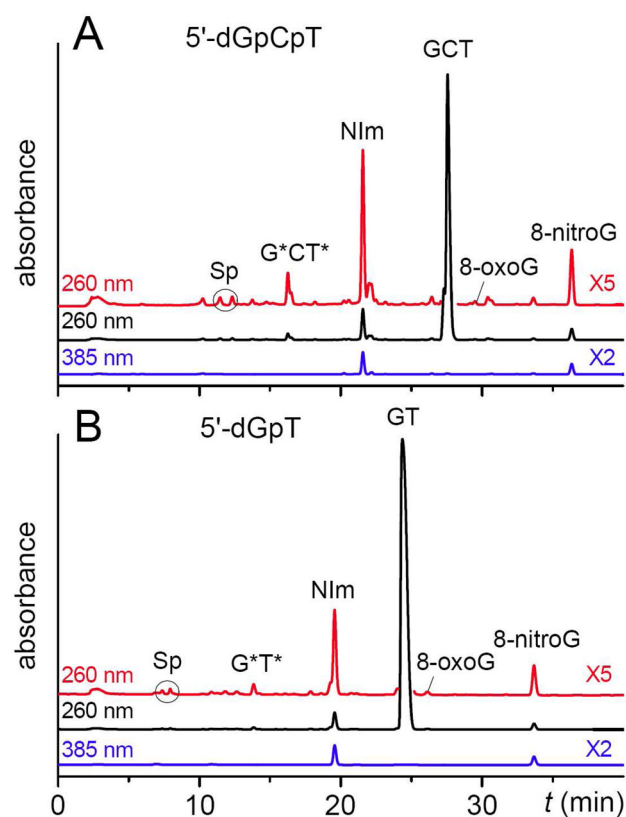 A
5'-dGpCpT
GCT
NIm
8-nitroG
G*CT*
Sp
8-oxoG
260 nm
X5
260 nm
385 nm
X2
absorbance
B
5'-dGpT
GT
NIm
8-nitroG
Sp
G*T*
8-oxoG
260 nm
X5
260 nm
385 nm
X2
absorbance
0
10
20
30
t (min)